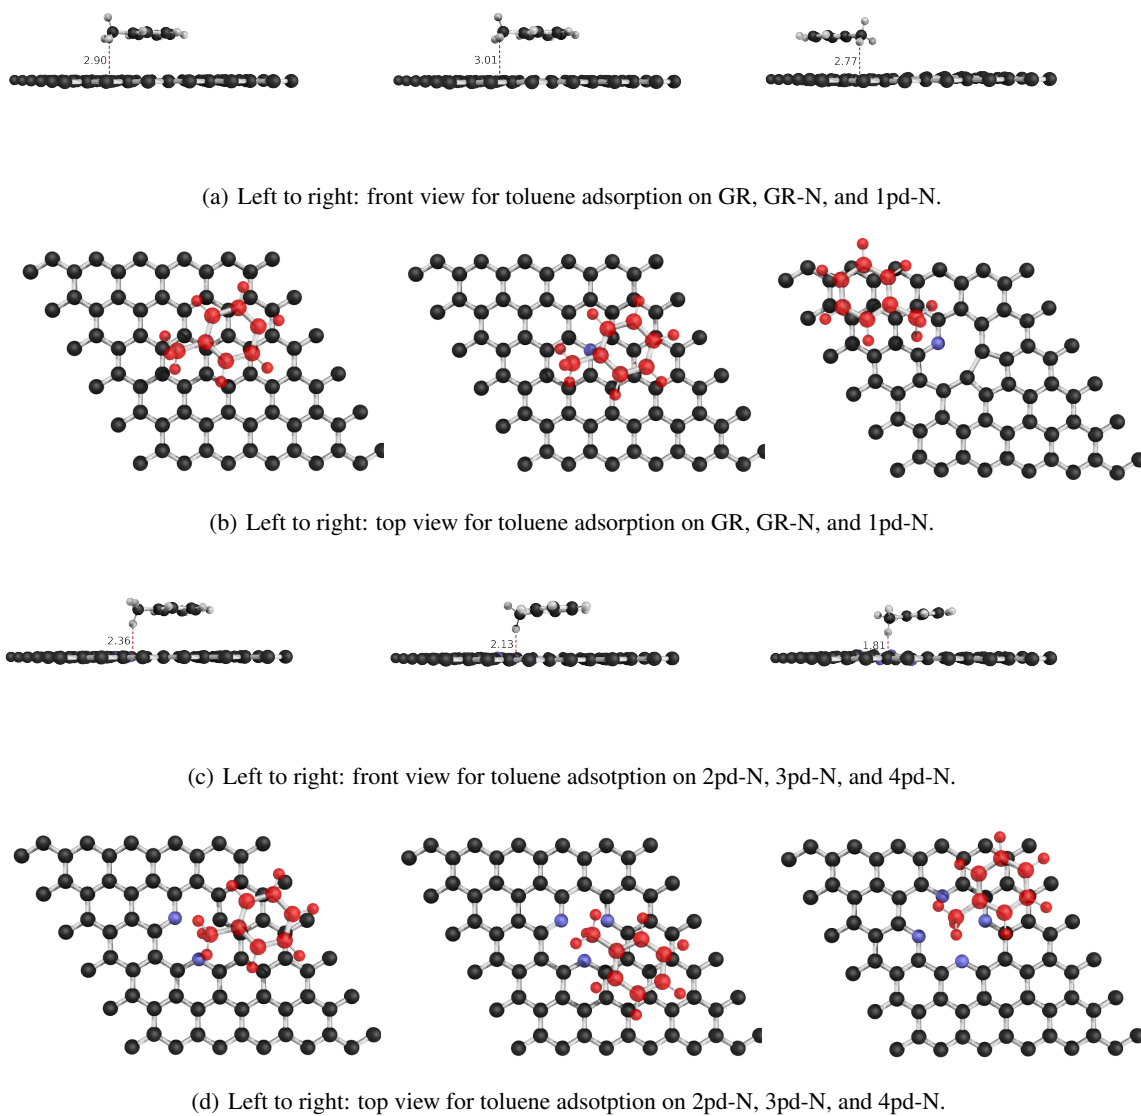 2.90
3.01
2.77
(a) Left to right: front view for toluene adsorption on GR, GR-N, and 1pd-N.
(b) Left to right: top view for toluene adsorption on GR, GR-N, and 1pd-N.
2.36
2.13
1.81
(c) Left to right: front view for toluene adsotption on 2pd-N, 3pd-N, and 4pd-N.
(d) Left to right: top view for toluene adsotption on 2pd-N, 3pd-N, and 4pd-N.